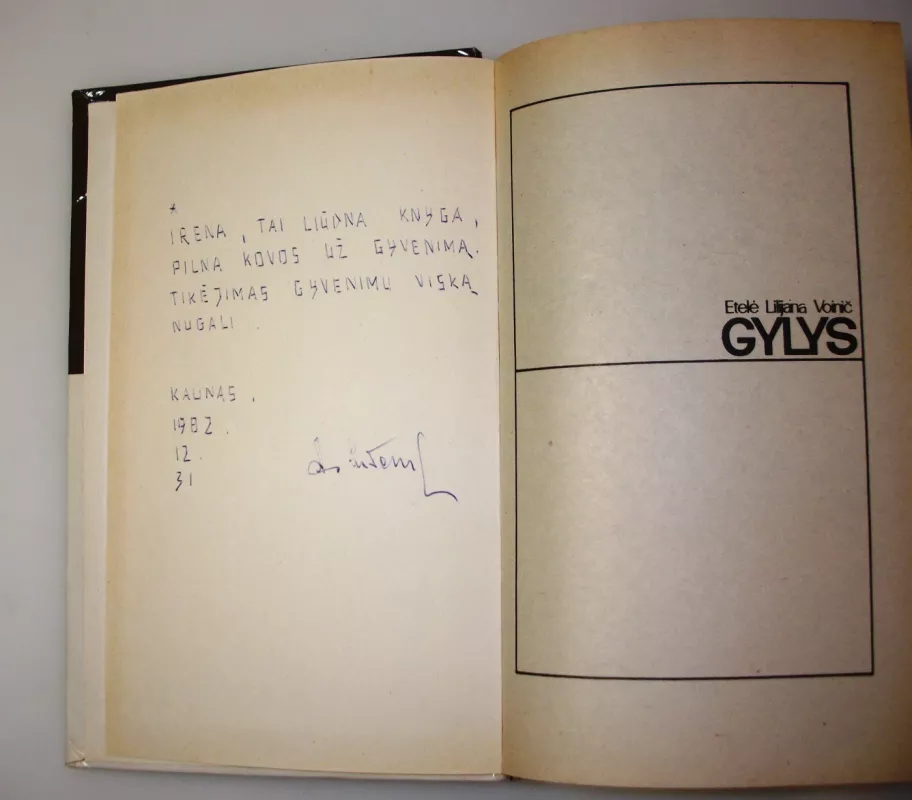 *
IRENA, TAI LIŪDNA KNYGA,
PILNA KOVOS UŽ GYVENIMĄ.
TIKĖJIMAS GYVENIMU VISKĄ
NUGALI.
KAUNAS.
1982.
12.
31
Etelė Lilijana Voinič
GYLYS